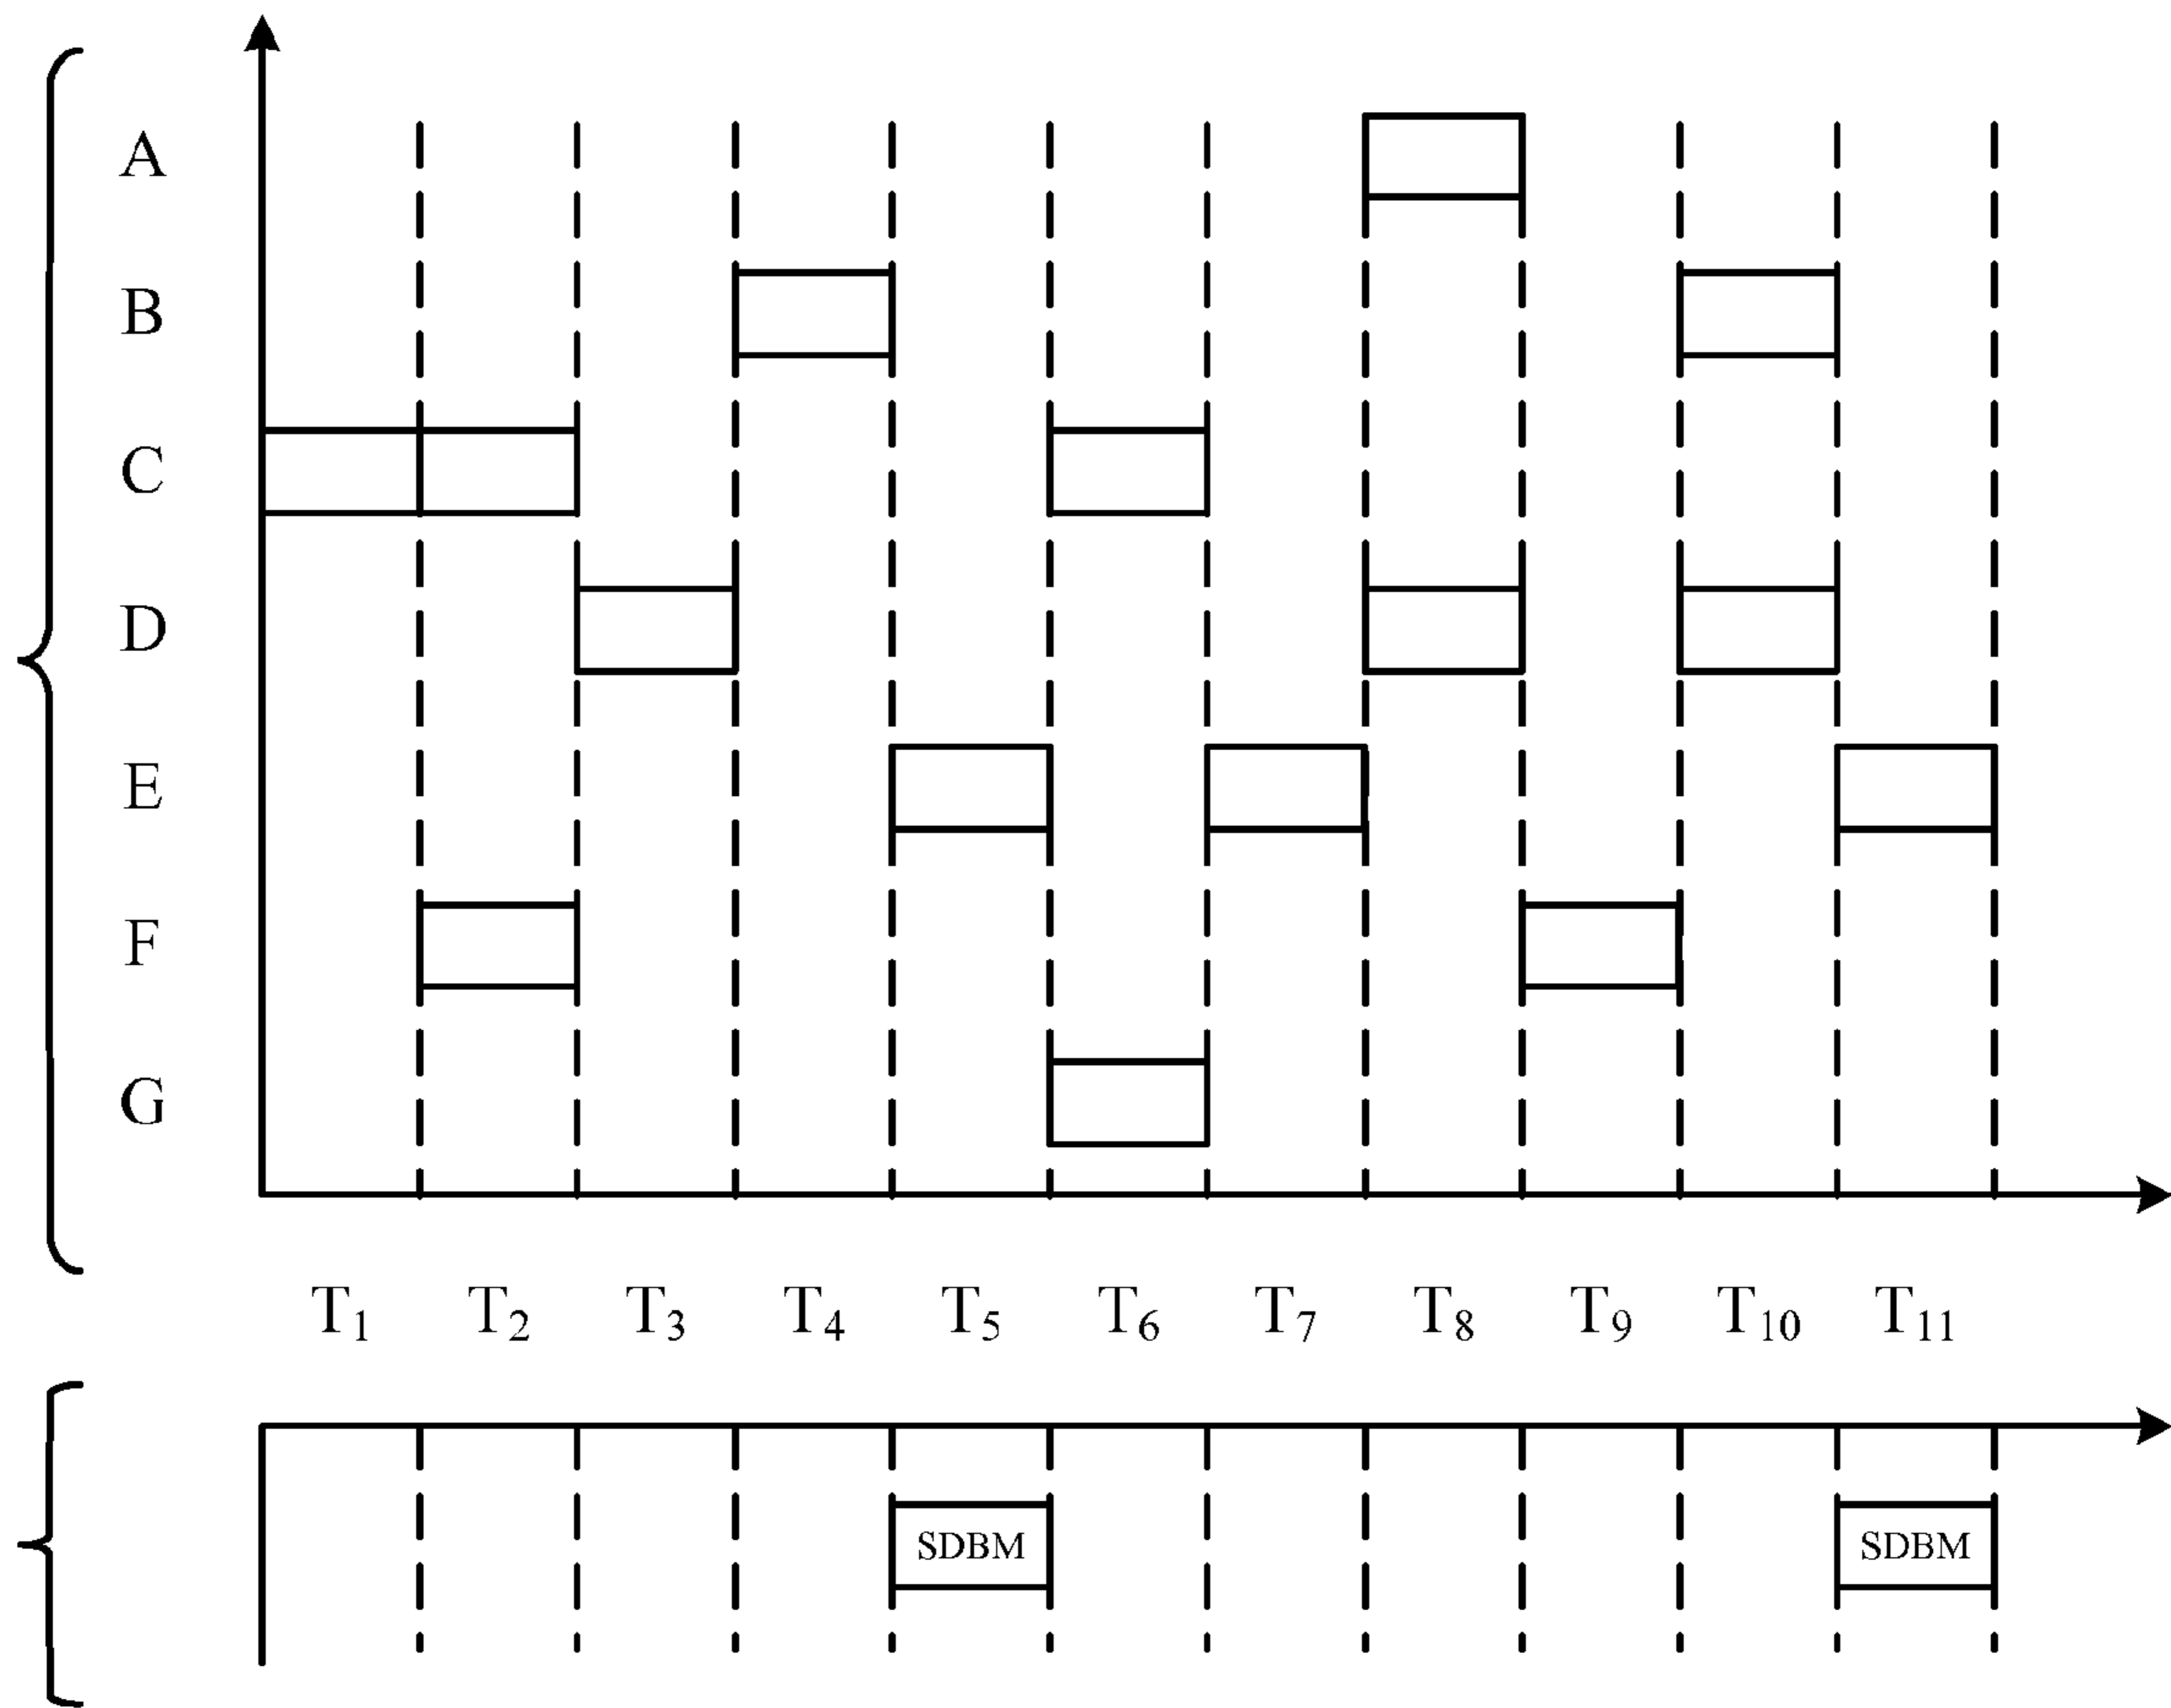 A
B
C
D
E
F
G
T₁ T₂ T₃ T₄ T₅ T₆ T₇ T₈ T₉ T₁₀ T₁₁
SDBM SDBM